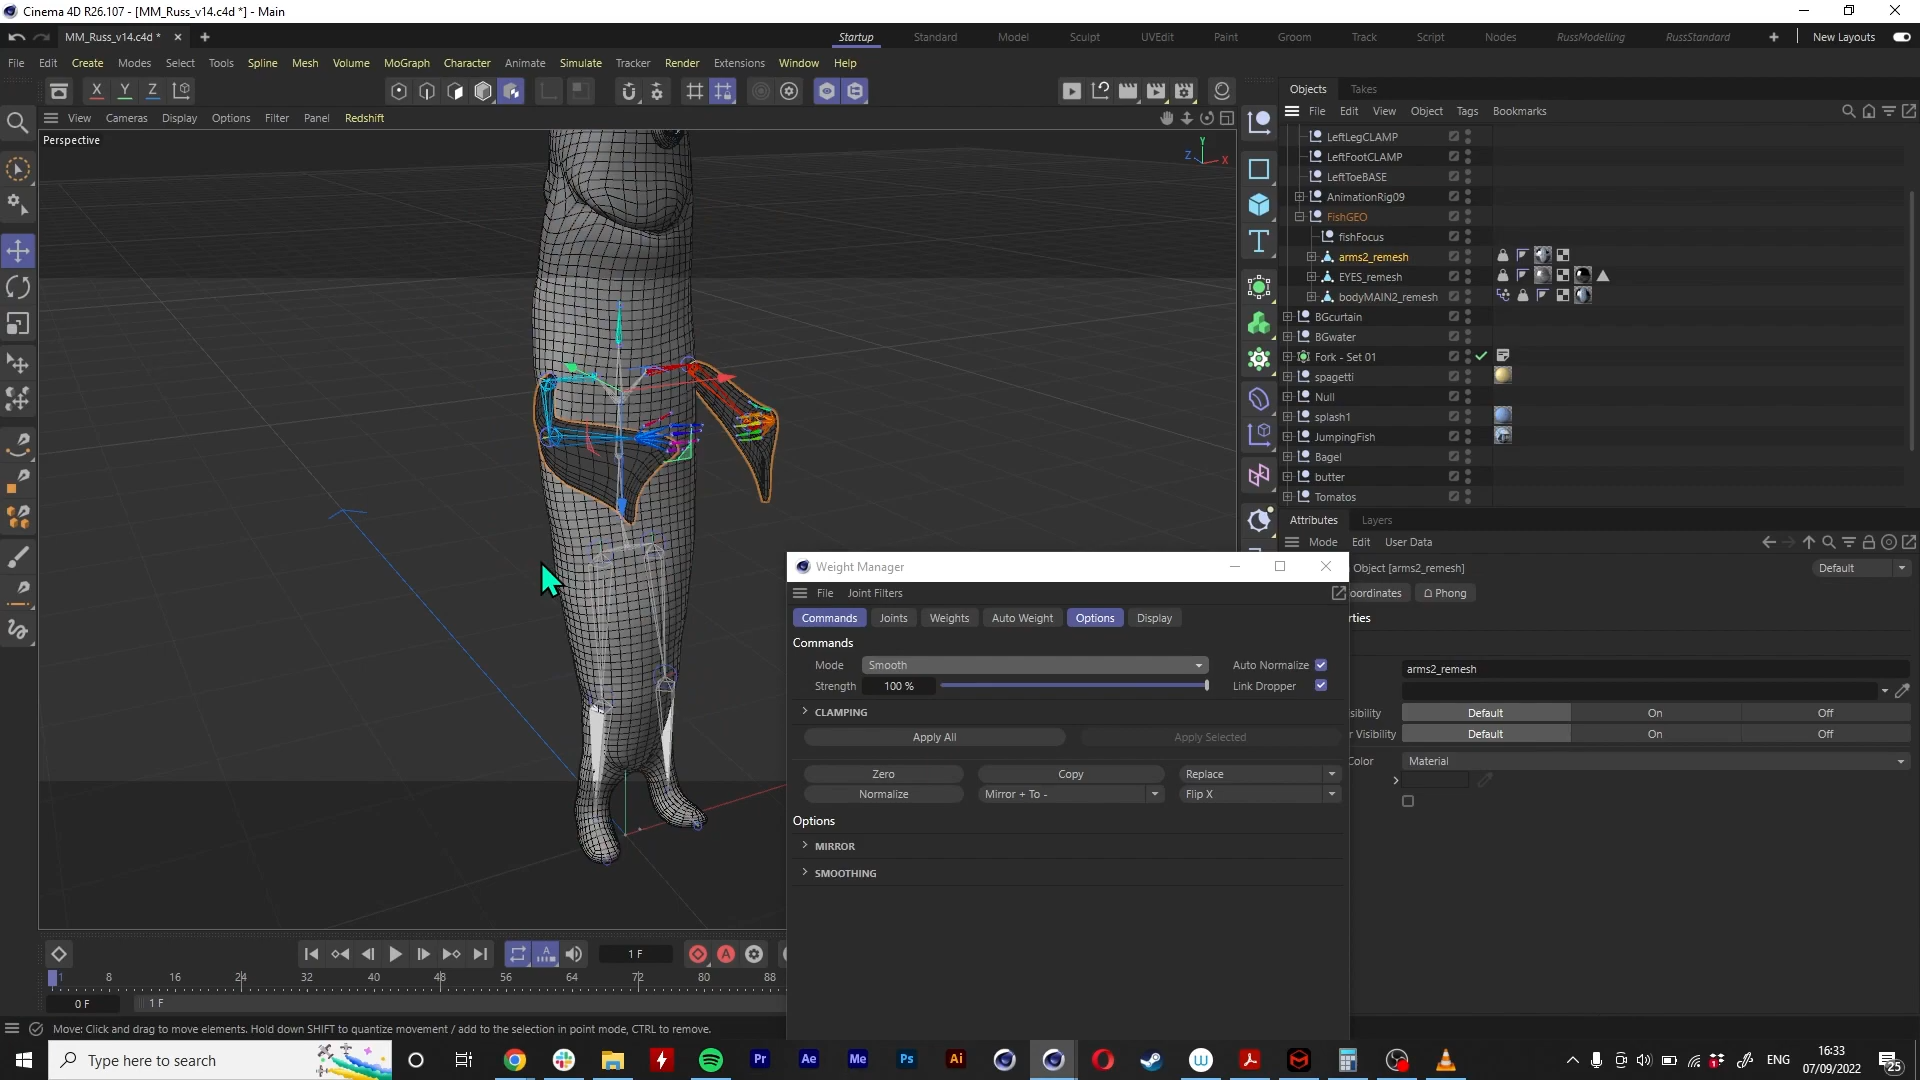 Cinema 4D R26.107 - [MM_Russ_v14.c4d *] - Main
MM_Russ_v14.c4d *
Startup Standard Model Sculpt UVEdit Paint Groom Track Script Nodes RussModelling RussStandard New Layouts
File Edit Create Modes Select Tools Spline Mesh Volume MoGraph Character Animate Simulate Tracker Render Extensions Window Help
X Y Z
Objects Takes
File Edit View Object Tags Bookmarks
View Cameras Display Options Filter Panel Redshift
Perspective
Y
Z X
LeftLegCLAMP
LeftFootCLAMP
LeftToeBASE
AnimationRig09
FishGEO
fishFocus
arms2_remesh
EYES_remesh
bodyMAIN2_remesh
BGcurtain
BGwater
Fork - Set 01
spagetti
Null
splash1
JumpingFish
Bagel
butter
Tomatos
Attributes Layers
Mode Edit User Data
Object [arms2_remesh]
Default
oordinates Phong
rties
arms2_remesh
sibility Default On Off
r Visibility Default On Off
Color Material
Weight Manager
File Joint Filters
Commands Joints Weights Auto Weight Options Display
Commands
Mode Smooth Auto Normalize
Strength 100 % Link Dropper
CLAMPING
Apply All Apply Selected
Zero Copy Replace
Normalize Mirror + To - Flip X
Options
MIRROR
SMOOTHING
1 F
1 8 16 24 32 40 48 56 64 72 80 88
0 F 1 F
Move: Click and drag to move elements. Hold down SHIFT to quantize movement / add to the selection in point mode, CTRL to remove.
Type here to search
Pr Ae Me Ps Ai
ENG
16:33
07/09/2022
25